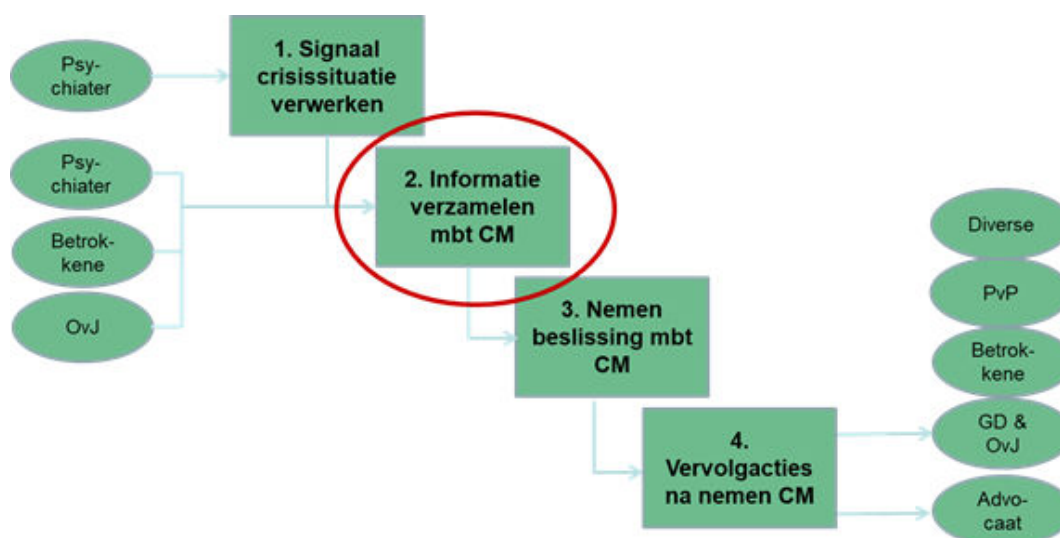 Psy-
chiater
1. Signaal
crisissituatie
verwerken
Psy-
chiater
Betrok-
kene
OvJ
2. Informatie
verzamelen
mbt CM
3. Nemen
beslissing mbt
CM
4.
Vervolgacties
na nemen CM
Diverse
PvP
Betrok-
kene
GD &
OvJ
Advo-
caat